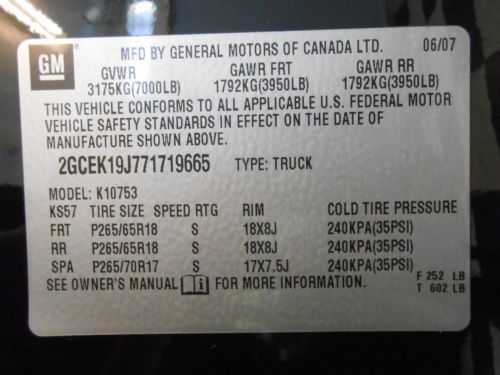 GM
MFD BY GENERAL MOTORS OF CANADA LTD. 06/07
GVWR GAWR FRT GAWR RR
3175KG(7000LB) 1792KG(3950LB) 1792KG(3950LB)
THIS VEHICLE CONFORMS TO ALL APPLICABLE U.S. FEDERAL MOTOR
VEHICLE SAFETY STANDARDS IN EFFECT ON THE DATE OF
MANUFACTURE SHOWN ABOVE.
2GCEK19J771719665 TYPE: TRUCK
MODEL: K10753
KS57 TIRE SIZE SPEED RTG RIM COLD TIRE PRESSURE
FRT P265/65R18 S 18X8J 240KPA(35PSI)
RR P265/65R18 S 18X8J 240KPA(35PSI)
SPA P265/70R17 S 17X7.5J 240KPA(35PSI)
SEE OWNER'S MANUAL i FOR MORE INFORMATION.
F 252 LB
T 602 LB